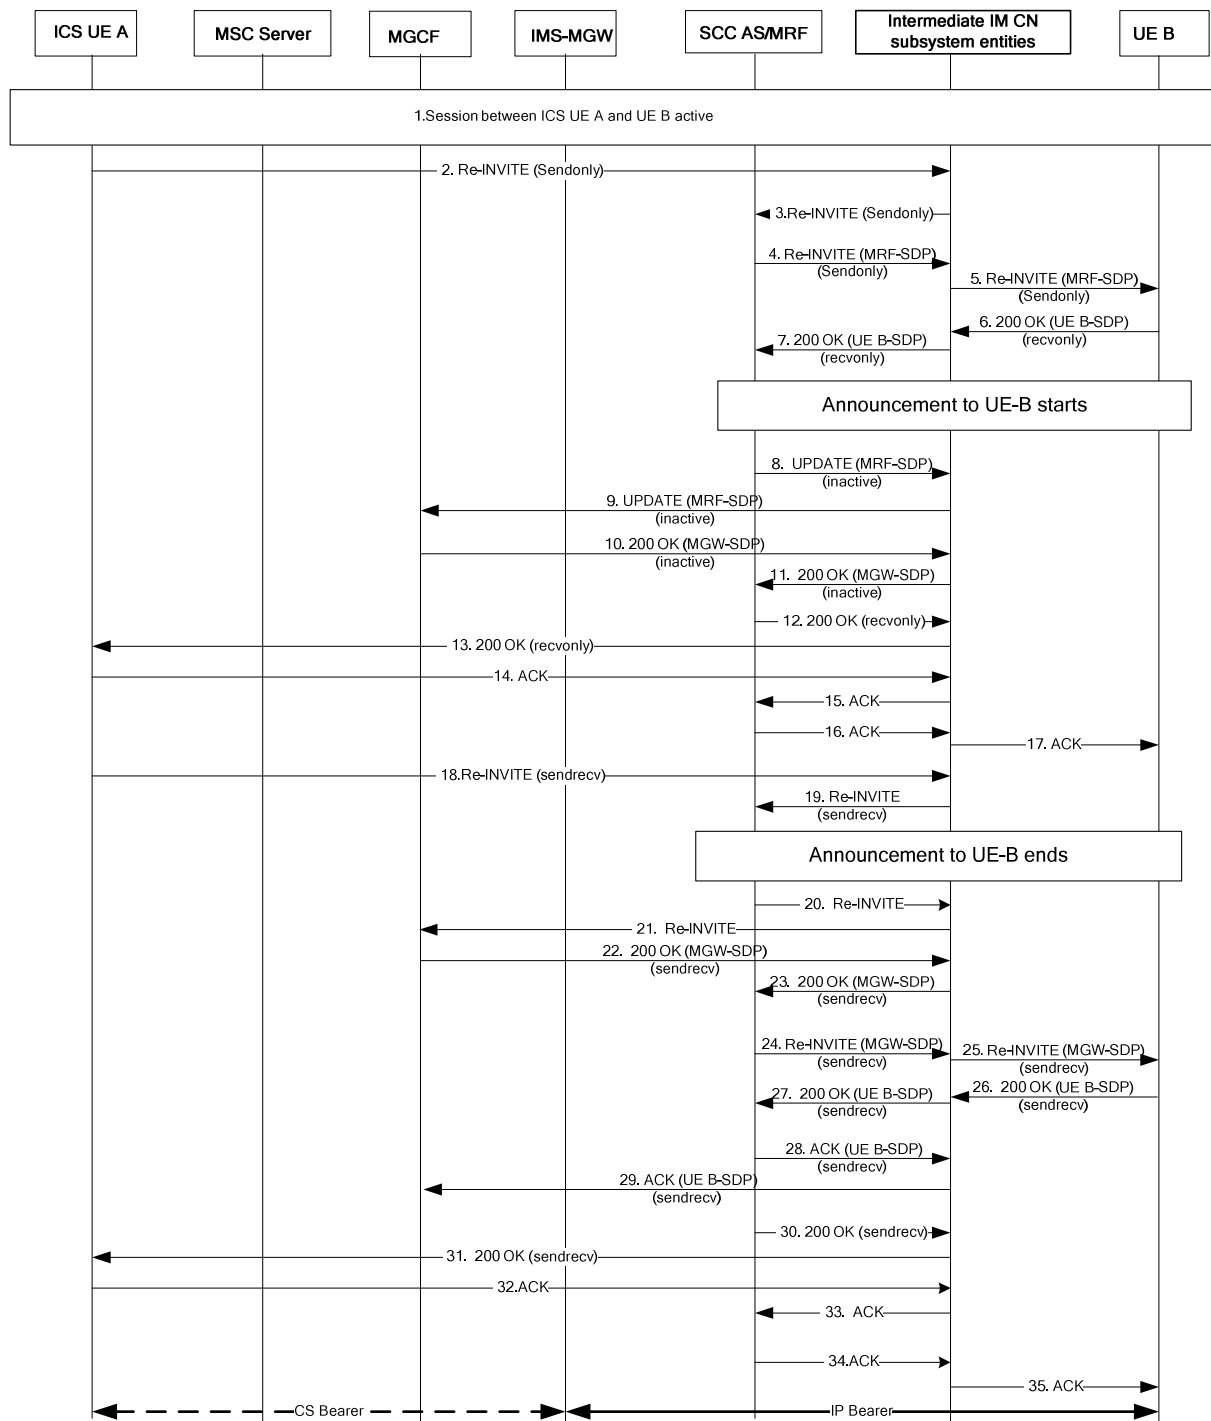 ICS UE A
MSC Server
MGCF
IMS-MGW
SCC AS/MRF
Intermediate IM CN
subsystem entities
UE B
1.Session between ICS UE A and UE B active
2. Re-INVITE (Sendonly)
3.Re-INVITE (Sendonly)
4. Re-INVITE (MRF-SDP)
(Sendonly)
5. Re-INVITE (MRF-SDP)
(Sendonly)
6. 200 OK (UE B-SDP)
(recvonly)
7. 200 OK (UE B-SDP)
(recvonly)
Announcement to UE-B starts
8. UPDATE (MRF-SDP)
(inactive)
9. UPDATE (MRF-SDP)
(inactive)
10. 200 OK (MGW-SDP)
(inactive)
11. 200 OK (MGW-SDP)
(inactive)
12. 200 OK (recvonly)
13. 200 OK (recvonly)
14. ACK
15. ACK
16. ACK
17. ACK
18.Re-INVITE (sendrecv)
19. Re-INVITE
(sendrecv)
Announcement to UE-B ends
20. Re-INVITE
21. Re-INVITE
22. 200 OK (MGW-SDP)
(sendrecv)
23. 200 OK (MGW-SDP)
(sendrecv)
24. Re-INVITE (MGW-SDP)
(sendrecv)
25. Re-INVITE (MGW-SDP)
(sendrecv)
26. 200 OK (UE B-SDP)
(sendrecv)
27. 200 OK (UE B-SDP)
(sendrecv)
28. ACK (UE B-SDP)
(sendrecv)
29. ACK (UE B-SDP)
(sendrecv)
30. 200 OK (sendrecv)
31. 200 OK (sendrecv)
32.ACK
33. ACK
34.ACK
35. ACK
CS Bearer
IP Bearer